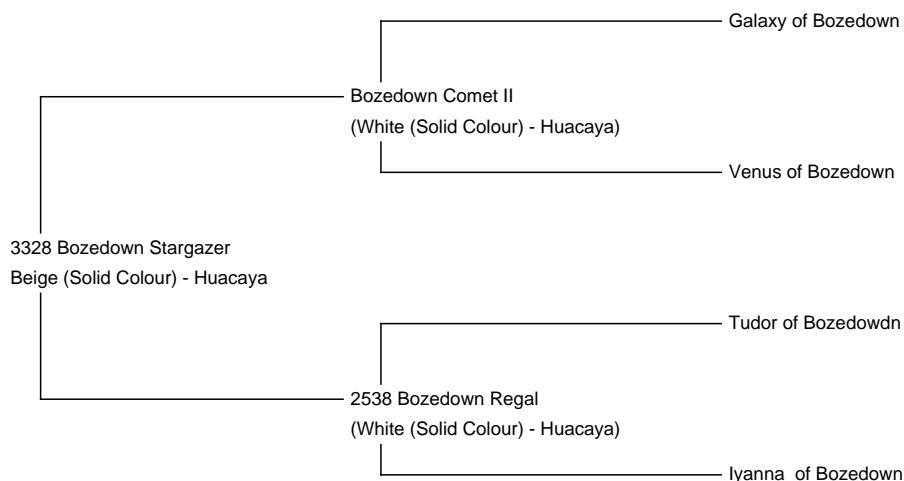 Galaxy of Bozedown
Bozedown Comet II
(White (Solid Colour) - Huacaya)
Venus of Bozedown
3328 Bozedown Stargazer
Beige (Solid Colour) - Huacaya
Tudor of Bozedowdn
2538 Bozedown Regal
(White (Solid Colour) - Huacaya)
Iyanna of Bozedown